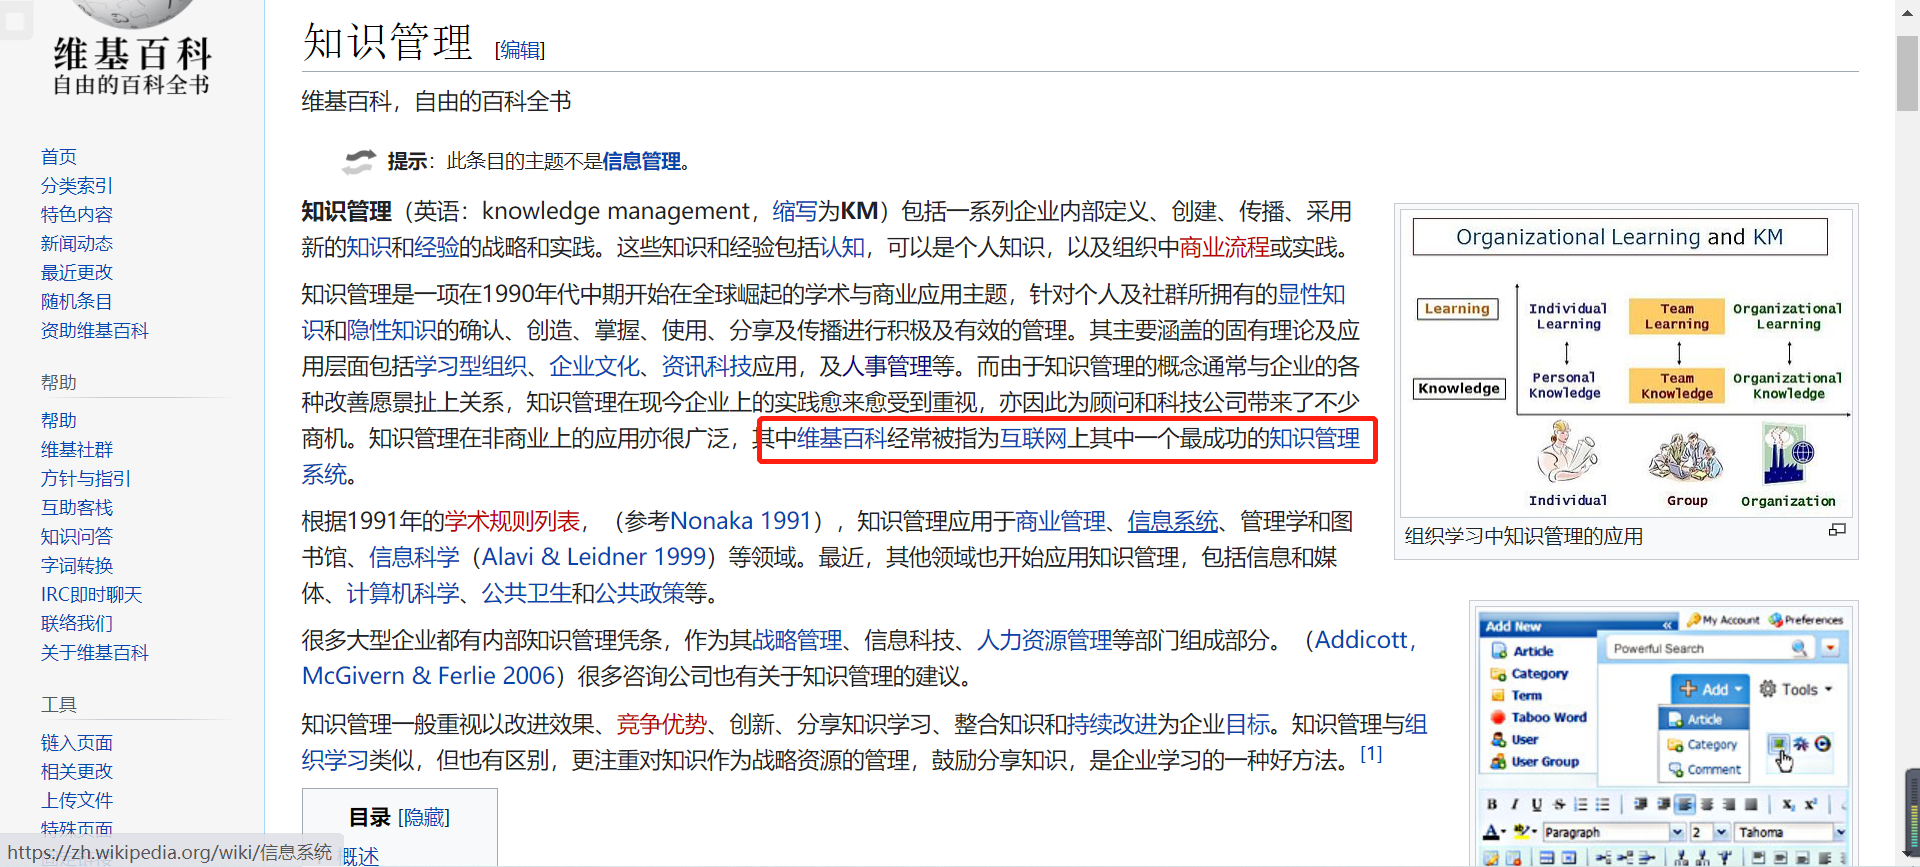 维基百科
自由的百科全书
首页
分类索引
特色内容
新闻动态
最近更改
随机条目
资助维基百科
帮助
帮助
维基社群
方针与指引
互助客栈
知识问答
字词转换
IRC即时聊天
联络我们
关于维基百科
工具
链入页面
相关更改
上传文件
特殊页面
https://zh.wikipedia.org/wiki/信息系统
知识管理 [编辑]
维基百科，自由的百科全书
提示：此条目的主题不是信息管理。
知识管理（英语：knowledge management，缩写为KM）包括一系列企业内部定义、创建、传播、采用
新的知识和经验的战略和实践。这些知识和经验包括认知，可以是个人知识，以及组织中商业流程或实践。
知识管理是一项在1990年代中期开始在全球崛起的学术与商业应用主题，针对个人及社群所拥有的显性知
识和隐性知识的确认、创造、掌握、使用、分享及传播进行积极及有效的管理。其主要涵盖的固有理论及应
用层面包括学习型组织、企业文化、资讯科技应用，及人事管理等。而由于知识管理的概念通常与企业的各
种改善愿景扯上关系，知识管理在现今企业上的实践愈来愈受到重视，亦因此为顾问和科技公司带来了不少
商机。知识管理在非商业上的应用亦很广泛，其中维基百科经常被指为互联网上其中一个最成功的知识管理
系统。
根据1991年的学术规则列表，（参考Nonaka 1991），知识管理应用于商业管理、信息系统、管理学和图
书馆、信息科学（Alavi & Leidner 1999）等领域。最近，其他领域也开始应用知识管理，包括信息和媒
体、计算机科学、公共卫生和公共政策等。
很多大型企业都有内部知识管理凭条，作为其战略管理、信息科技、人力资源管理等部门组成部分。（Addicott，
McGivern & Ferlie 2006）很多咨询公司也有关于知识管理的建议。
知识管理一般重视以改进效果、竞争优势、创新、分享知识学习、整合知识和持续改进为企业目标。知识管理与组
织学习类似，但也有区别，更注重对知识作为战略资源的管理，鼓励分享知识，是企业学习的一种好方法。[1]
目录 [隐藏]
概述
Organizational Learning and KM
Learning
Individual Learning
Team Learning
Organizational Learning
Knowledge
Personal Knowledge
Team Knowledge
Organizational Knowledge
Individual
Group
Organization
组织学习中知识管理的应用
Add New «
My Account
Preferences
Article
Category
Term
Taboo Word
User
User Group
Powerful Search
Add
Tools
Article
Category
Comment
B I U S
Paragraph
2
Tahoma